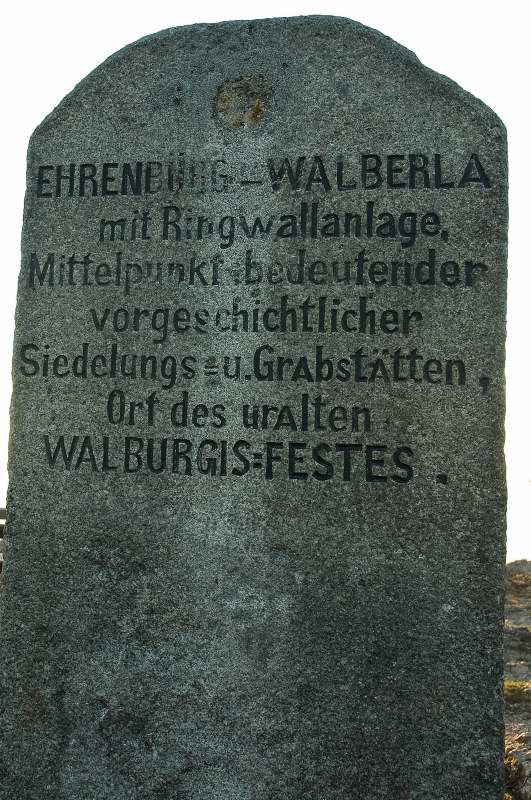 EHRENBÜRG – WALBERLA
mit Ringwallanlage,
Mittelpunkt bedeutender
vorgeschichtlicher
Siedelungs= u. Grabstätten,
Ort des uralten
WALBURGIS=FESTES.